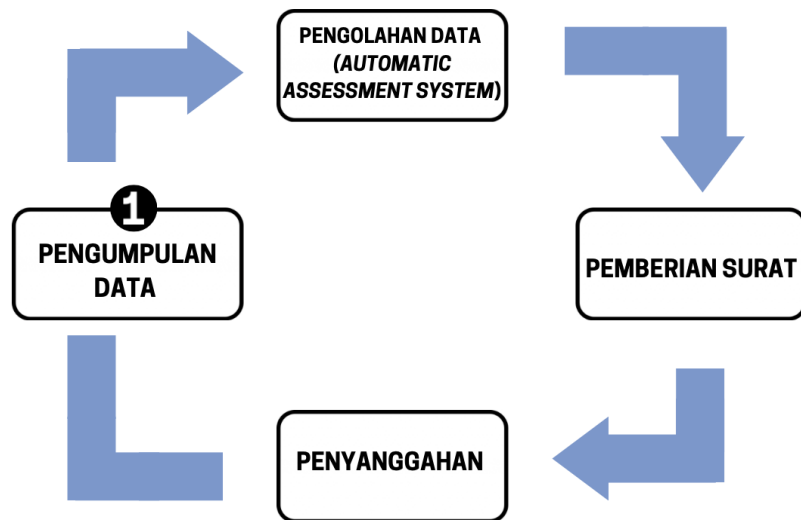 PENGOLAHAN DATA
(AUTOMATIC
ASSESSMENT SYSTEM)
1
PENGUMPULAN
DATA
PEMBERIAN SURAT
PENYANGGAHAN